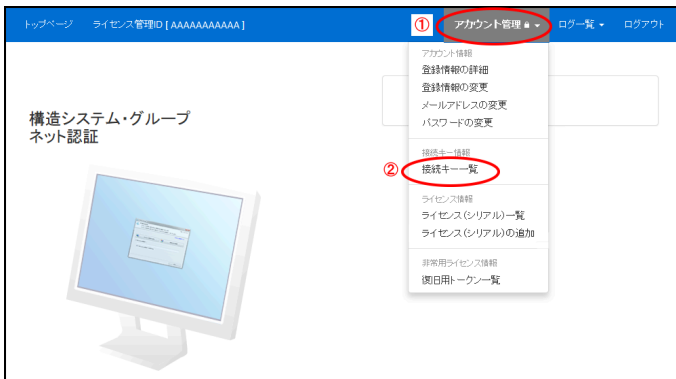 トップページ ライセンス管理ID [ AAAAAAAAAAA ] ① アカウント管理 ログ一覧 ログアウト
アカウント情報
登録情報の詳細
登録情報の変更
メールアドレスの変更
パスワードの変更
構造システム・グループ
ネット認証
接続キー情報
② 接続キー一覧
ライセンス情報
ライセンス(シリアル)一覧
ライセンス(シリアル)の追加
非常用ライセンス情報
復旧用トークン一覧